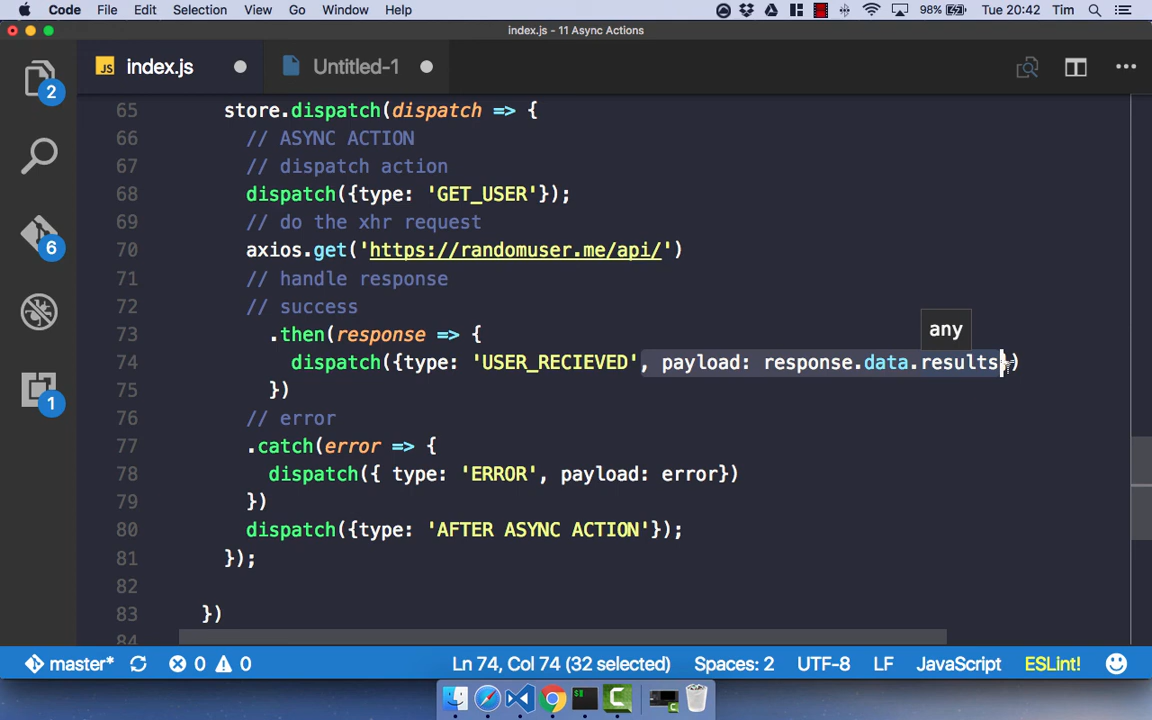 Code File Edit Selection View Go Window Help 98% Tue 20:42 Tim
index.js - 11 Async Actions
JS index.js Untitled-1
2
6
1
65 store.dispatch(dispatch => {
66 // ASYNC ACTION
67 // dispatch action
68 dispatch({type: 'GET_USER'});
69 // do the xhr request
70 axios.get('https://randomuser.me/api/')
71 // handle response
72 // success
73 .then(response => {
any
74 dispatch({type: 'USER_RECIEVED', payload: response.data.results})
75 })
76 // error
77 .catch(error => {
78 dispatch({ type: 'ERROR', payload: error})
79 })
80 dispatch({type: 'AFTER ASYNC ACTION'});
81 });
82
83 })
84
master* 0 0 Ln 74, Col 74 (32 selected) Spaces: 2 UTF-8 LF JavaScript ESLint!